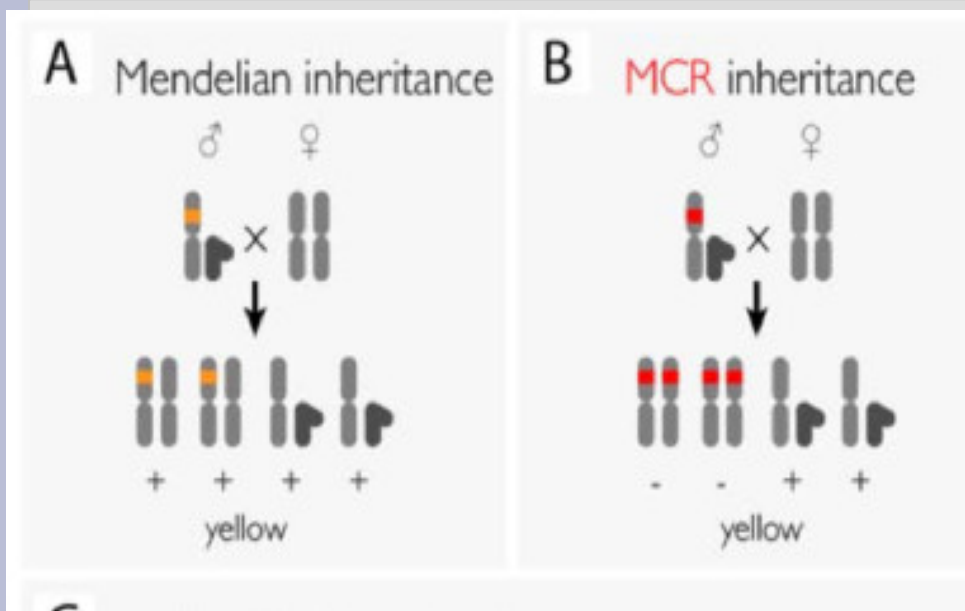 A Mendelian inheritance
♂ ♀
x
+ + + +
yellow
B MCR inheritance
♂ ♀
x
- - + +
yellow